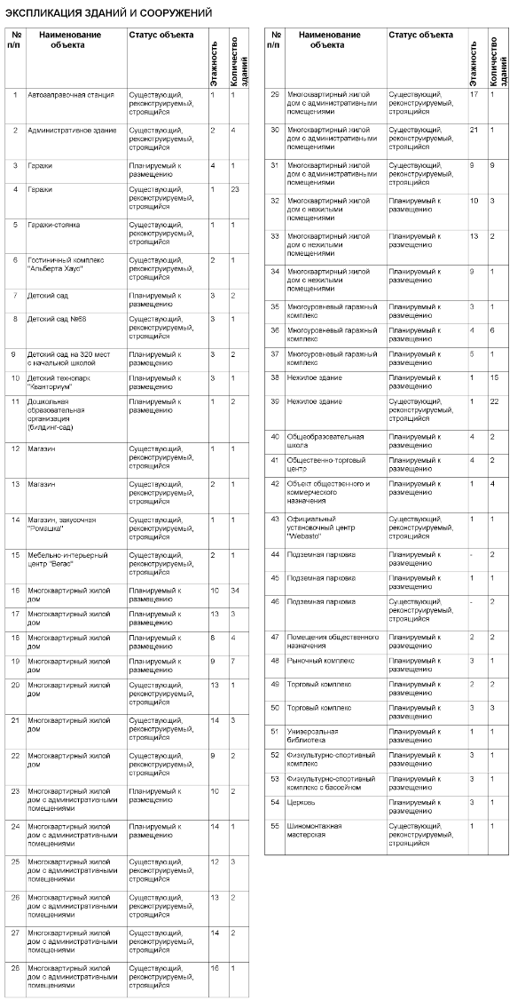 ЭКСПЛИКАЦИЯ ЗДАНИЙ И СООРУЖЕНИЙ
№ п/п Наименование объекта Статус объекта Этажность Количество зданий
1 Автозаправочная станция Существующий, реконструируемый, строящийся 1 1
2 Административное здание Существующий, реконструируемый, строящийся 2 4
3 Гаражи Планируемый к размещению 4 1
4 Гаражи Существующий, реконструируемый, строящийся 1 23
5 Гаражи-стоянка Существующий, реконструируемый, строящийся 1 1
6 Гостиничный комплекс "Альберта Хаус" Существующий, реконструируемый, строящийся 2 1
7 Детский сад Планируемый к размещению 3 2
8 Детский сад №68 Существующий, реконструируемый, строящийся 3 1
9 Детский сад на 320 мест с начальной школой Планируемый к размещению 3 2
10 Детский технопарк "Кванториум" Планируемый к размещению 3 1
11 Дошкольная образовательная организация (билдинг-сад) Планируемый к размещению 1 2
12 Магазин Существующий, реконструируемый, строящийся 1 1
13 Магазин Существующий, реконструируемый, строящийся 2 1
14 Магазин, закусочная "Ромашка" Существующий, реконструируемый, строящийся 1 1
15 Мебельно-интерьерный центр "Вегас" Существующий, реконструируемый, строящийся 2 1
16 Многоквартирный жилой дом Планируемый к размещению 10 34
17 Многоквартирный жилой дом Планируемый к размещению 13 3
18 Многоквартирный жилой дом Планируемый к размещению 8 4
19 Многоквартирный жилой дом Планируемый к размещению 9 7
20 Многоквартирный жилой дом Существующий, реконструируемый, строящийся 13 1
21 Многоквартирный жилой дом Существующий, реконструируемый, строящийся 14 3
22 Многоквартирный жилой дом Существующий, реконструируемый, строящийся 9 2
23 Многоквартирный жилой дом с административными помещениями Планируемый к размещению 10 2
24 Многоквартирный жилой дом с административными помещениями Планируемый к размещению 14 1
25 Многоквартирный жилой дом с административными помещениями Существующий, реконструируемый, строящийся 12 3
26 Многоквартирный жилой дом с административными помещениями Существующий, реконструируемый, строящийся 13 2
27 Многоквартирный жилой дом с административными помещениями Существующий, реконструируемый, строящийся 14 2
28 Многоквартирный жилой дом с административными помещениями Существующий, реконструируемый, строящийся 16 1
№ п/п Наименование объекта Статус объекта Этажность Количество зданий
29 Многоквартирный жилой дом с административными помещениями Существующий, реконструируемый, строящийся 17 1
30 Многоквартирный жилой дом с административными помещениями Существующий, реконструируемый, строящийся 21 1
31 Многоквартирный жилой дом с административными помещениями Существующий, реконструируемый, строящийся 9 9
32 Многоквартирный жилой дом с нежилыми помещениями Планируемый к размещению 10 3
33 Многоквартирный жилой дом с нежилыми помещениями Планируемый к размещению 13 2
34 Многоквартирный жилой дом с нежилыми помещениями Планируемый к размещению 9 1
35 Многоуровневый гаражный комплекс Планируемый к размещению 3 1
36 Многоуровневый гаражный комплекс Планируемый к размещению 4 6
37 Многоуровневый гаражный комплекс Планируемый к размещению 5 1
38 Нежилое здание Планируемый к размещению 1 15
39 Нежилое здание Существующий, реконструируемый, строящийся 1 22
40 Общеобразовательная школа Планируемый к размещению 4 2
41 Общественно-торговый центр Планируемый к размещению 4 2
42 Объект общественного и коммерческого назначения Планируемый к размещению 1 4
43 Официальный установочный центр "Webasto" Существующий, реконструируемый, строящийся 1 1
44 Подземная парковка Планируемый к размещению - 2
45 Подземная парковка Планируемый к размещению 1 1
46 Подземная парковка Существующий, реконструируемый, строящийся - 2
47 Помещения общественного назначения Планируемый к размещению 2 2
48 Рыночный комплекс Планируемый к размещению 3 1
49 Торговый комплекс Планируемый к размещению 2 2
50 Торговый комплекс Планируемый к размещению 3 3
51 Универсальная библиотека Планируемый к размещению 1 1
52 Физкультурно-спортивный комплекс Планируемый к размещению 3 1
53 Физкультурно-спортивный комплекс с бассейном Планируемый к размещению 3 1
54 Церковь Планируемый к размещению 3 1
55 Шиномонтажная мастерская Существующий, реконструируемый, строящийся 1 1